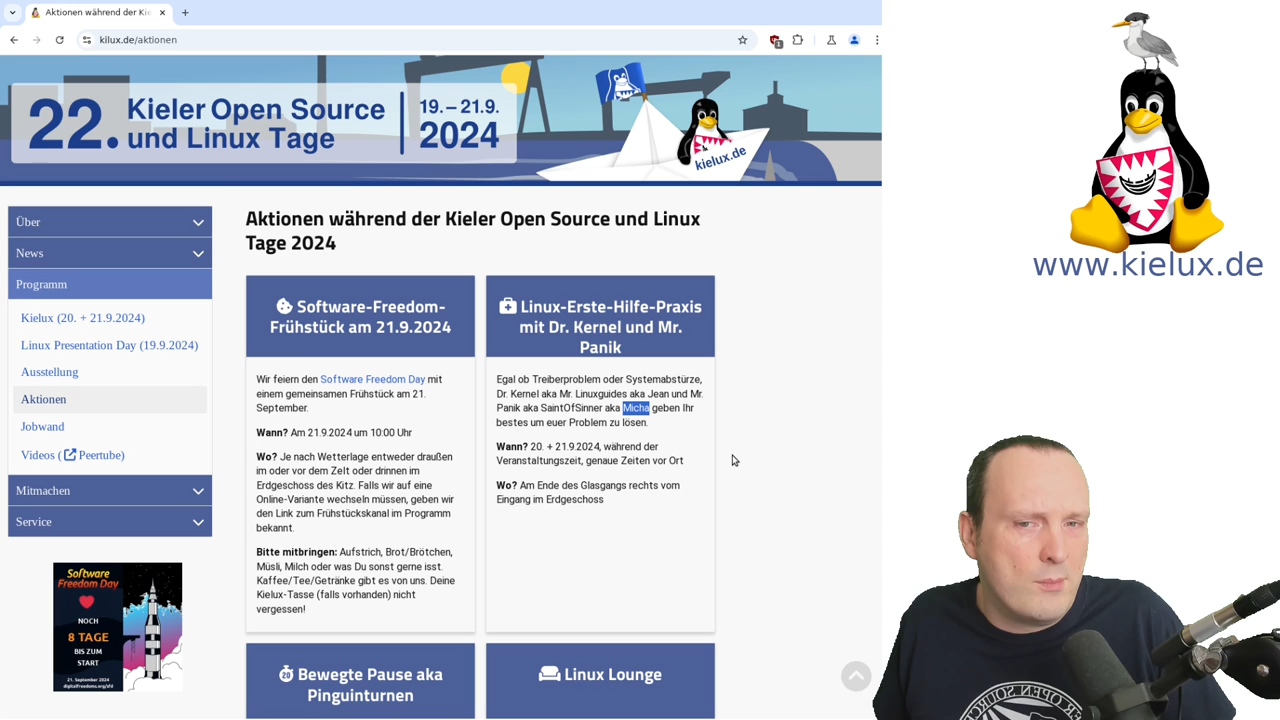 Aktionen während der Kie
kilux.de/aktionen
22. Kieler Open Source
und Linux Tage
19. – 21.9.
2024
kielux.de
Über
News
Programm
Kielux (20. + 21.9.2024)
Linux Presentation Day (19.9.2024)
Ausstellung
Aktionen
Jobwand
Videos ( Peertube)
Mitmachen
Service
Software
Freedom Day
NOCH
8 TAGE
BIS ZUM
START
21. September 2024
digitalfreedoms.org/sfd
Aktionen während der Kieler Open Source und Linux
Tage 2024
Software-Freedom-
Frühstück am 21.9.2024
Wir feiern den Software Freedom Day mit
einem gemeinsamen Frühstück am 21.
September.
Wann? Am 21.9.2024 um 10:00 Uhr
Wo? Je nach Wetterlage entweder draußen
im oder vor dem Zelt oder drinnen im
Erdgeschoss des Kitz. Falls wir auf eine
Online-Variante wechseln müssen, geben wir
den Link zum Frühstückskanal im Programm
bekannt.
Bitte mitbringen: Aufstrich, Brot/Brötchen,
Müsli, Milch oder was Du sonst gerne isst.
Kaffee/Tee/Getränke gibt es von uns. Deine
Kielux-Tasse (falls vorhanden) nicht
vergessen!
Linux-Erste-Hilfe-Praxis
mit Dr. Kernel und Mr.
Panik
Egal ob Treiberproblem oder Systemabstürze,
Dr. Kernel aka Mr. Linuxguides aka Jean und Mr.
Panik aka SaintOfSinner aka Micha geben Ihr
bestes um euer Problem zu lösen.
Wann? 20. + 21.9.2024, während der
Veranstaltungszeit, genaue Zeiten vor Ort
Wo? Am Ende des Glasgangs rechts vom
Eingang im Erdgeschoss
20
Bewegte Pause aka
Pinguinturnen
Linux Lounge
www.kielux.de